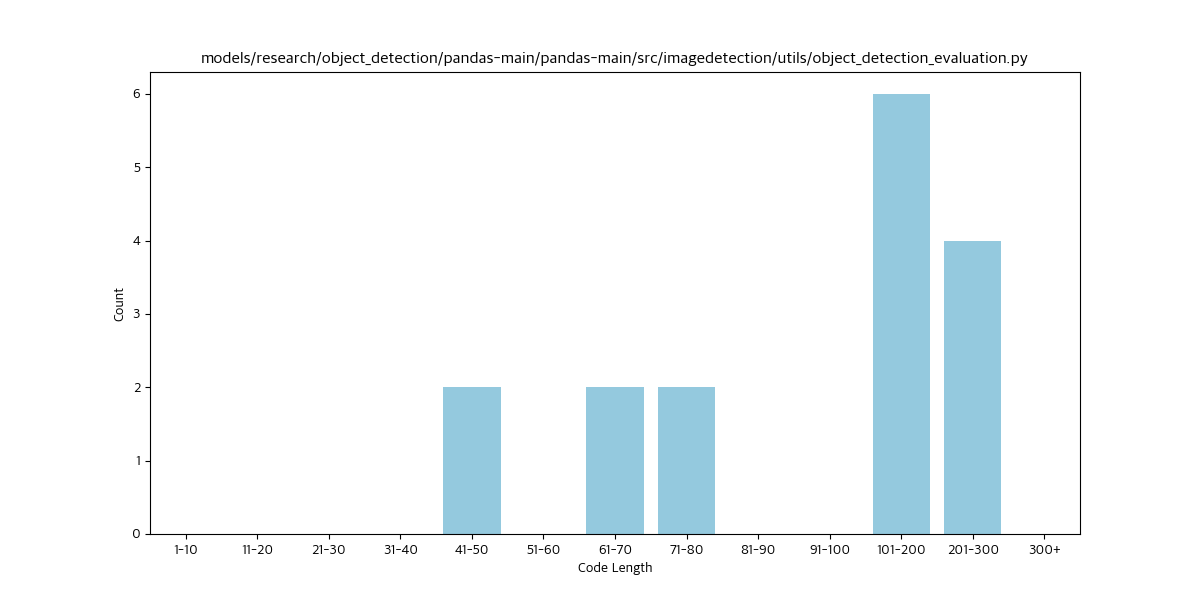 models/research/object_detection/pandas-main/pandas-main/src/imagedetection/utils/object_detection_evaluation.py
6
5
4
3
2
1
0
Count
1-10 11-20 21-30 31-40 41-50 51-60 61-70 71-80 81-90 91-100 101-200 201-300 300+
Code Length